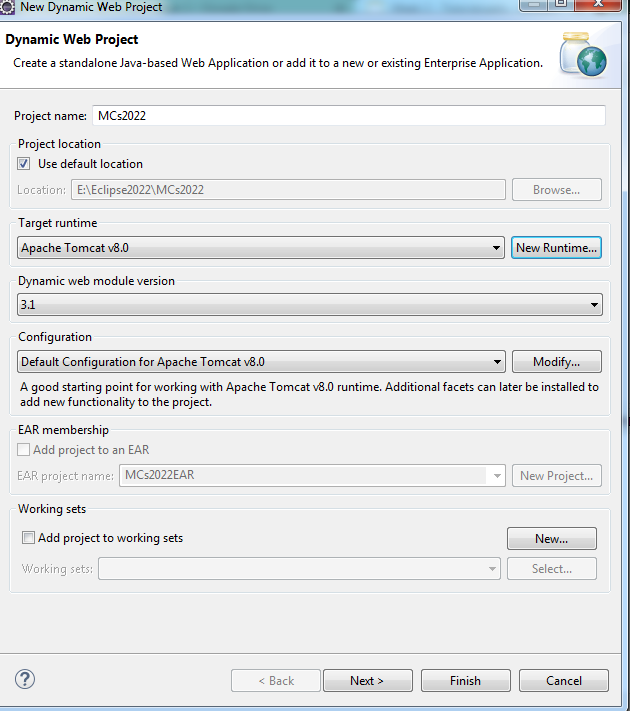 New Dynamic Web Project
Dynamic Web Project
Create a standalone Java-based Web Application or add it to a new or existing Enterprise Application.
Project name: MCs2022
Project location
Use default location
Location: E:\Eclipse2022\MCs2022 Browse...
Target runtime
Apache Tomcat v8.0 New Runtime...
Dynamic web module version
3.1
Configuration
Default Configuration for Apache Tomcat v8.0 Modify...
A good starting point for working with Apache Tomcat v8.0 runtime. Additional facets can later be installed to
add new functionality to the project.
EAR membership
Add project to an EAR
EAR project name: MCs2022EAR New Project...
Working sets
Add project to working sets New...
Working sets: Select...
? < Back Next > Finish Cancel